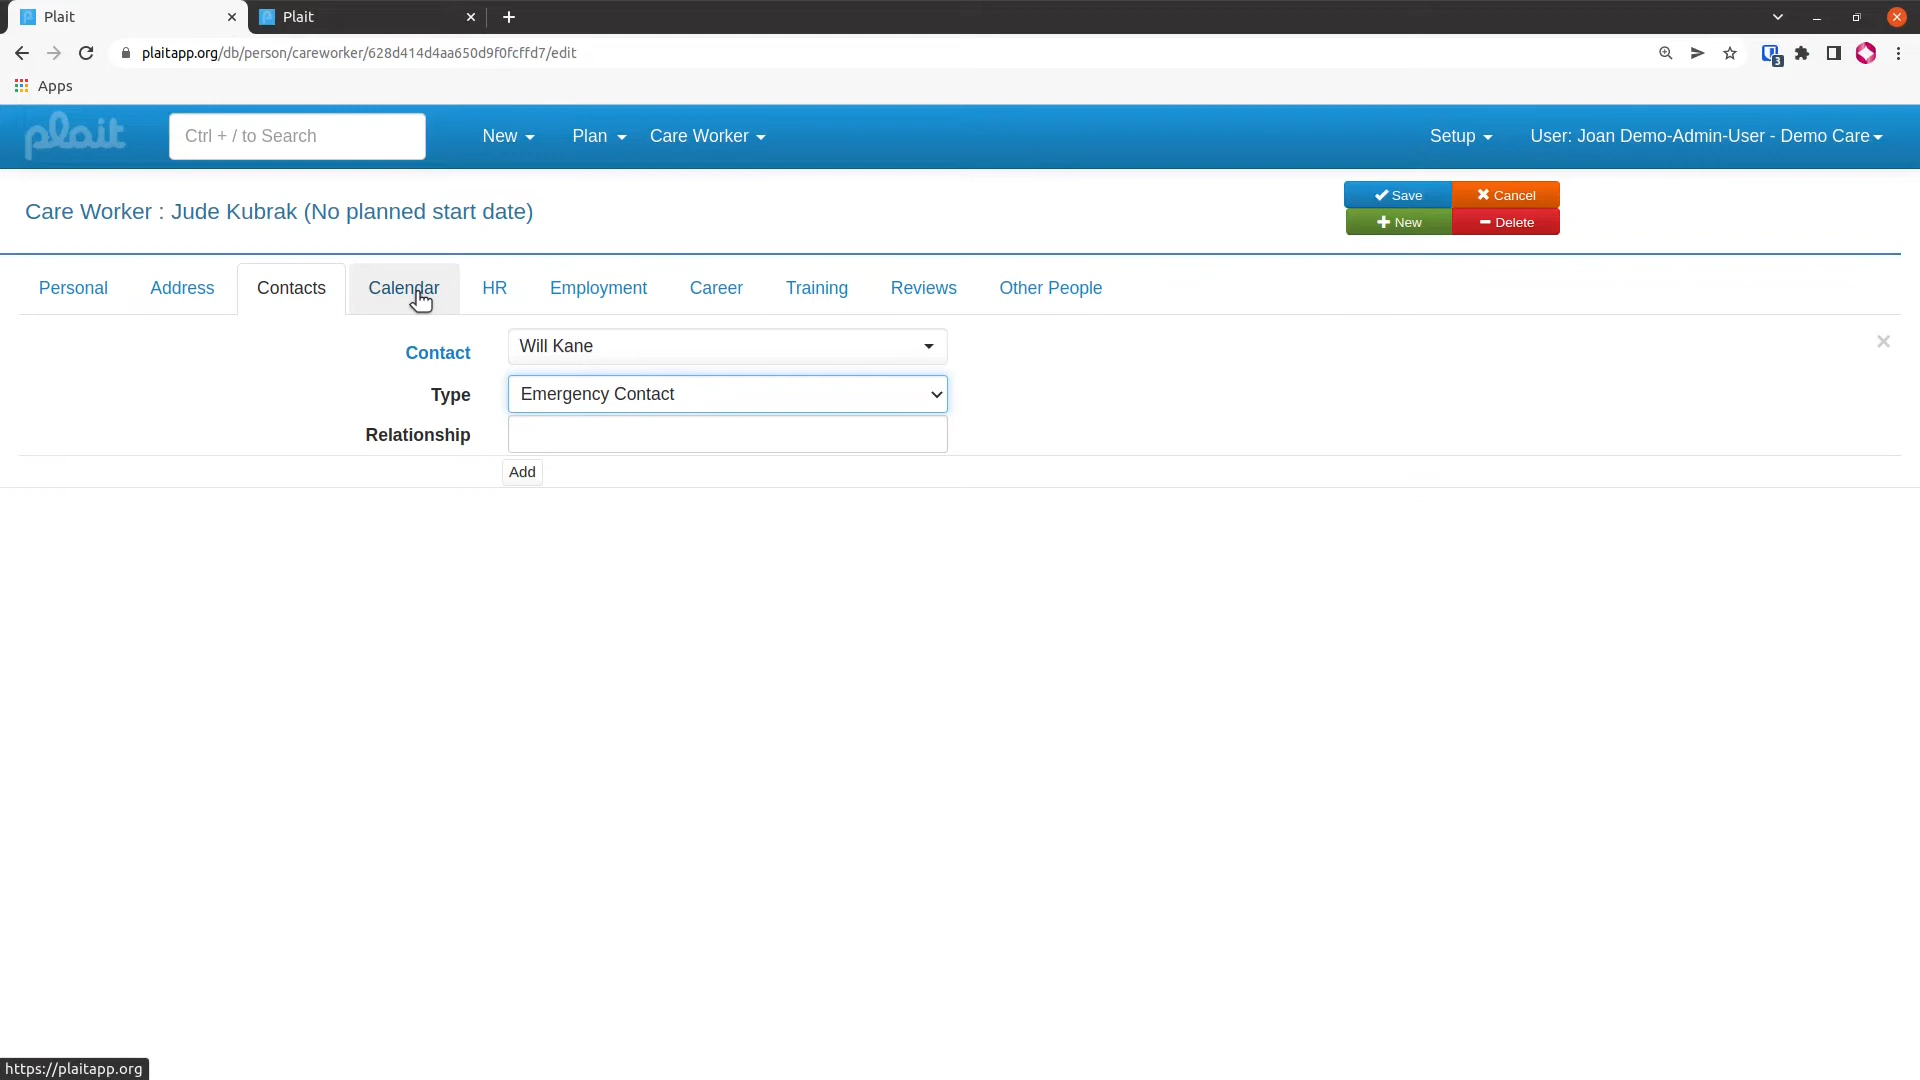 Plait
Plait
plaitapp.org/db/person/careworker/628d414d4aa650d9f0fcffd7/edit
3
Apps
plait
Ctrl + / to Search
New
Plan
Care Worker
Setup
User: Joan Demo-Admin-User - Demo Care
Care Worker : Jude Kubrak (No planned start date)
Save
Cancel
New
Delete
Personal
Address
Contacts
Calendar
HR
Employment
Career
Training
Reviews
Other People
Contact
Will Kane
Type
Emergency Contact
Relationship
Add
https://plaitapp.org